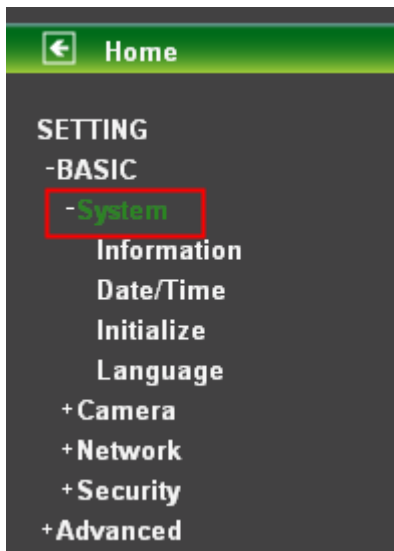 Home
SETTING
-BASIC
-System
Information
Date/Time
Initialize
Language
+Camera
+Network
+Security
+Advanced